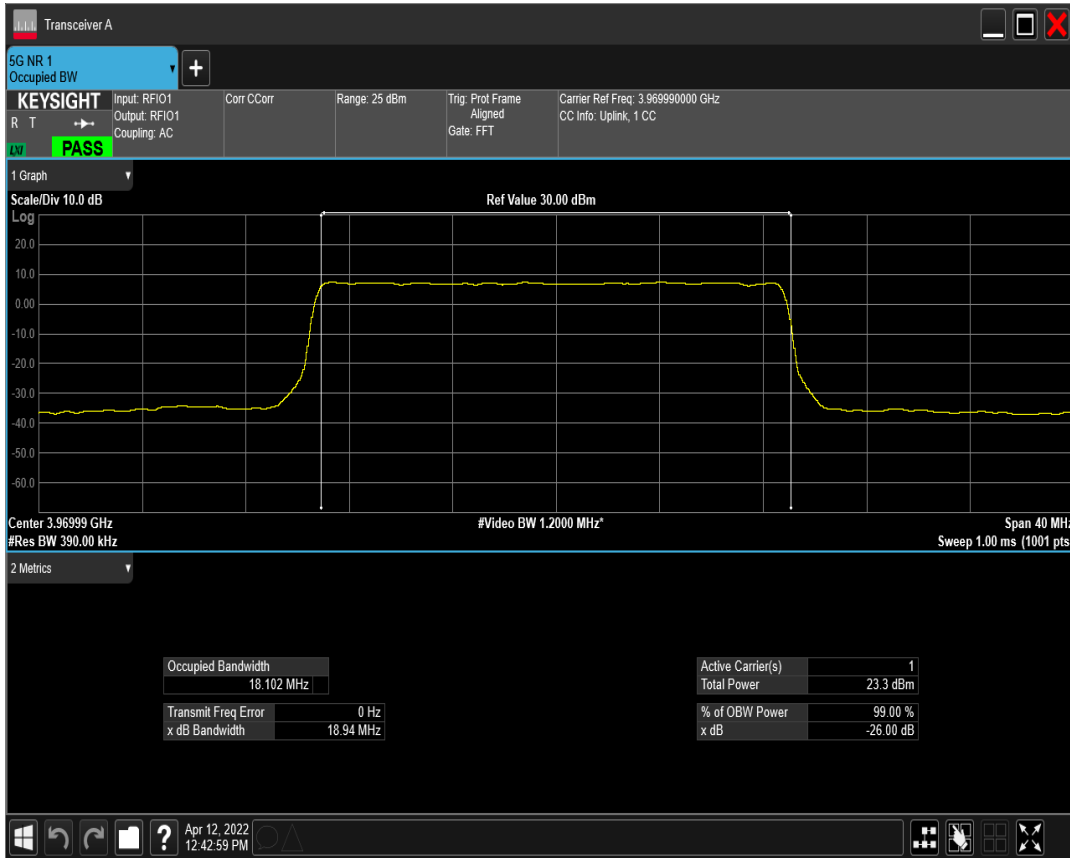 Transceiver A
5G NR 1
Occupied BW
KEYSIGHT
Input: RFIO1
Corr CCorr
Range: 25 dBm
Trig: Prot Frame
Carrier Ref Freq: 3.969990000 GHz
R T
Output: RFIO1
Aligned
CC Info: Uplink, 1 CC
Coupling: AC
Gate: FFT
LXI
PASS
1 Graph
Scale/Div 10.0 dB
Ref Value 30.00 dBm
Log
20.0
10.0
0.00
-10.0
-20.0
-30.0
-40.0
-50.0
-60.0
Center 3.96999 GHz
#Video BW 1.2000 MHz*
Span 40 MHz
#Res BW 390.00 kHz
Sweep 1.00 ms (1001 pts
2 Metrics
Occupied Bandwidth
18.102 MHz
Transmit Freq Error 0 Hz
x dB Bandwidth 18.94 MHz
Active Carrier(s) 1
Total Power 23.3 dBm
% of OBW Power 99.00 %
x dB -26.00 dB
?
Apr 12, 2022
12:42:59 PM